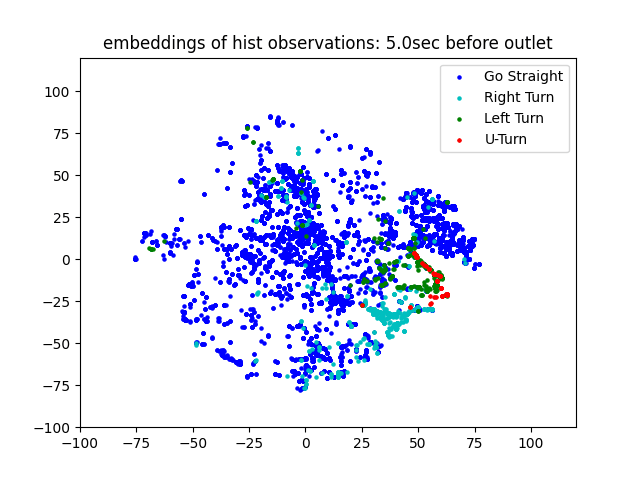 embeddings of hist observations: 5.0sec before outlet
Go Straight
Right Turn
Left Turn
U-Turn
100
75
50
25
0
−25
−50
−75
−100
−100 −75 −50 −25 0 25 50 75 100